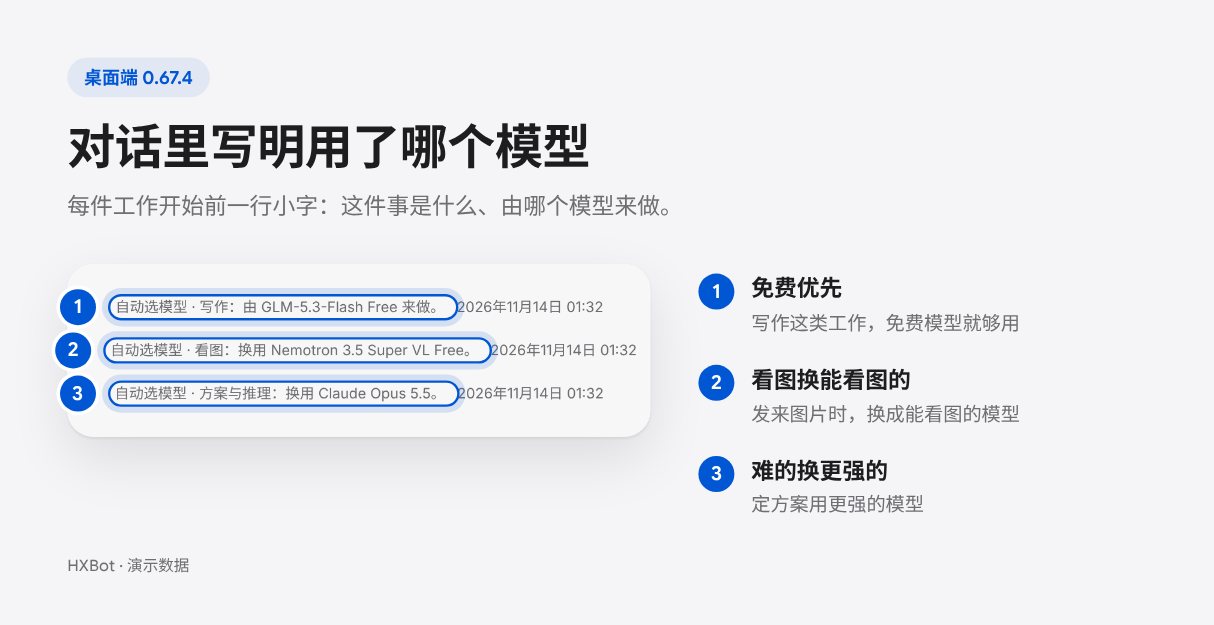 桌面端 0.67.4
对话里写明用了哪个模型
每件工作开始前一行小字：这件事是什么、由哪个模型来做。
1 自动选模型 · 写作：由 GLM-5.3-Flash Free 来做。 2026年11月14日 01:32
2 自动选模型 · 看图：换用 Nemotron 3.5 Super VL Free。 2026年11月14日 01:32
3 自动选模型 · 方案与推理：换用 Claude Opus 5.5。 2026年11月14日 01:32
1 免费优先
写作这类工作，免费模型就够用
2 看图换能看图的
发来图片时，换成能看图的模型
3 难的换更强的
定方案用更强的模型
HXBot · 演示数据